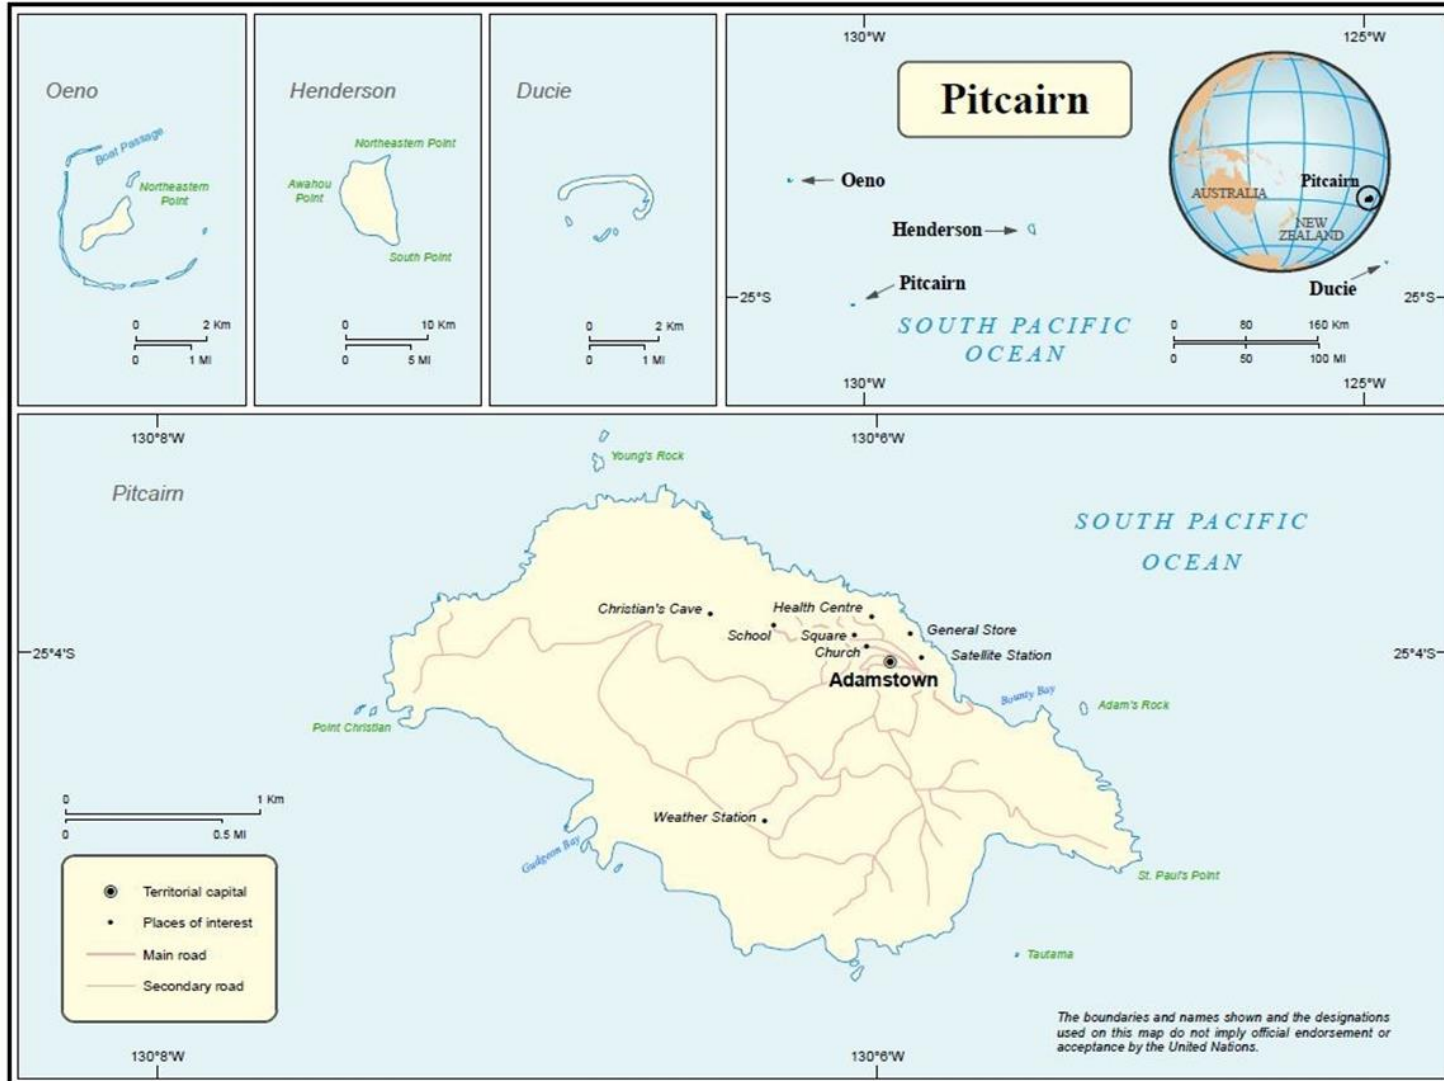 Oeno
Boat Passage
Northeastern
Point
0 2 Km
0 1 MI
Henderson
Northeastern Point
Awahou
Point
South Point
0 10 Km
0 5 MI
Ducie
0 2 Km
0 1 MI
130°W 125°W
Pitcairn
Oeno
Henderson
Pitcairn
25°S
SOUTH PACIFIC
OCEAN
130°W 125°W
AUSTRALIA
Pitcairn
NEW
ZEALAND
Ducie
25°S
0 80 160 Km
0 50 100 MI
130°8'W 130°6'W
Pitcairn
Young's Rock
SOUTH PACIFIC
OCEAN
Christian's Cave
Health Centre
School
Square
General Store
Church
Satellite Station
25°4'S 25°4'S
Adamstown
Bounty Bay
Adam's Rock
Point Christian
0 1 Km
0 0.5 MI
Weather Station
Gudgeon Bay
St. Paul's Point
Tautama
Territorial capital
Places of interest
Main road
Secondary road
The boundaries and names shown and the designations
used on this map do not imply official endorsement or
acceptance by the United Nations.
130°8'W 130°6'W